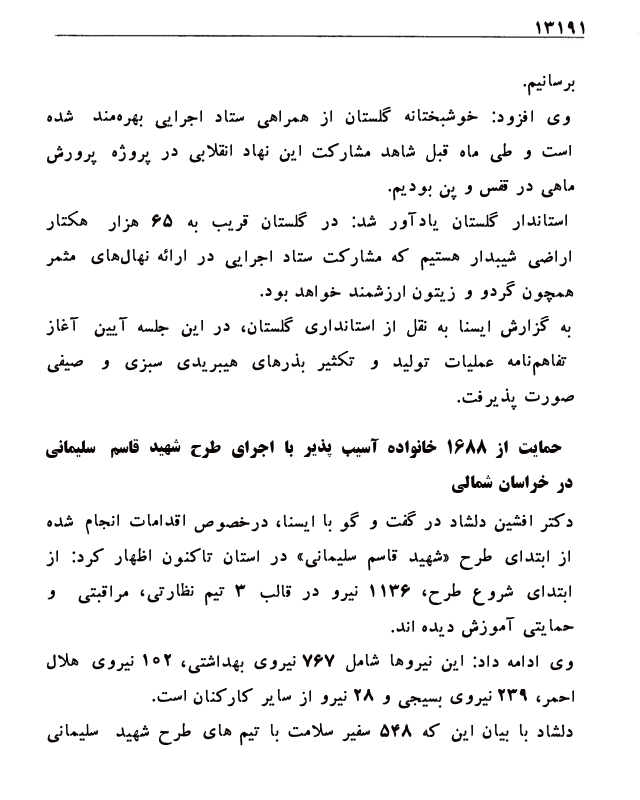 ۱۳۱۹۱
برسانیم.
وی افزود: خوشبختانه گلستان از همراهی ستاد اجرایی بهره‌مند شده
است و طی ماه قبل شاهد مشارکت این نهاد انقلابی در پروژه پرورش
ماهی در قفس و پن بودیم.
استاندار گلستان یادآور شد: در گلستان قریب به ۶۵ هزار هکتار
اراضی شیبدار هستیم که مشارکت ستاد اجرایی در ارائه نهال‌های مثمر
همچون گردو و زیتون ارزشمند خواهد بود.
به گزارش ایسنا به نقل از استانداری گلستان، در این جلسه آیین آغاز
تفاهم‌نامه عملیات تولید و تکثیر بذرهای هیبریدی سبزی و صیفی
صورت پذیرفت.
حمایت از ۱۶۸۸ خانواده آسیب پذیر با اجرای طرح شهید قاسم سلیمانی
در خراسان شمالی
دکتر افشین دلشاد در گفت و گو با ایسنا، درخصوص اقدامات انجام شده
از ابتدای طرح «شهید قاسم سلیمانی» در استان تاکنون اظهار کرد: از
ابتدای شروع طرح، ۱۱۳۶ نیرو در قالب ۳ تیم نظارتی، مراقبتی و
حمایتی آموزش دیده اند.
وی ادامه داد: این نیروها شامل ۷۶۷ نیروی بهداشتی، ۱۰۲ نیروی هلال
احمر، ۲۳۹ نیروی بسیجی و ۲۸ نیرو از سایر کارکنان است.
دلشاد با بیان این که ۵۴۸ سفیر سلامت با تیم های طرح شهید سلیمانی